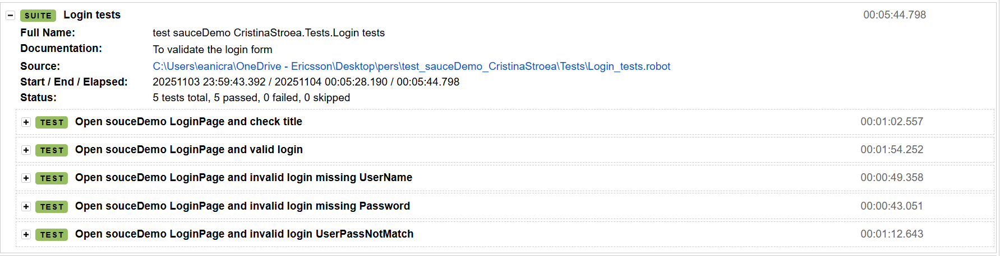 SUITE Login tests 00:05:44.798
Full Name: test sauceDemo CristinaStroea.Tests.Login tests
Documentation: To validate the login form
Source: C:\Users\eanicra\OneDrive - Ericsson\Desktop\pers\test_sauceDemo_CristinaStroea\Tests\Login_tests.robot
Start / End / Elapsed: 20251103 23:59:43.392 / 20251104 00:05:28.190 / 00:05:44.798
Status: 5 tests total, 5 passed, 0 failed, 0 skipped
TEST Open souceDemo LoginPage and check title 00:01:02.557
TEST Open souceDemo LoginPage and valid login 00:01:54.252
TEST Open souceDemo LoginPage and invalid login missing UserName 00:00:49.358
TEST Open souceDemo LoginPage and invalid login missing Password 00:00:43.051
TEST Open souceDemo LoginPage and invalid login UserPassNotMatch 00:01:12.643